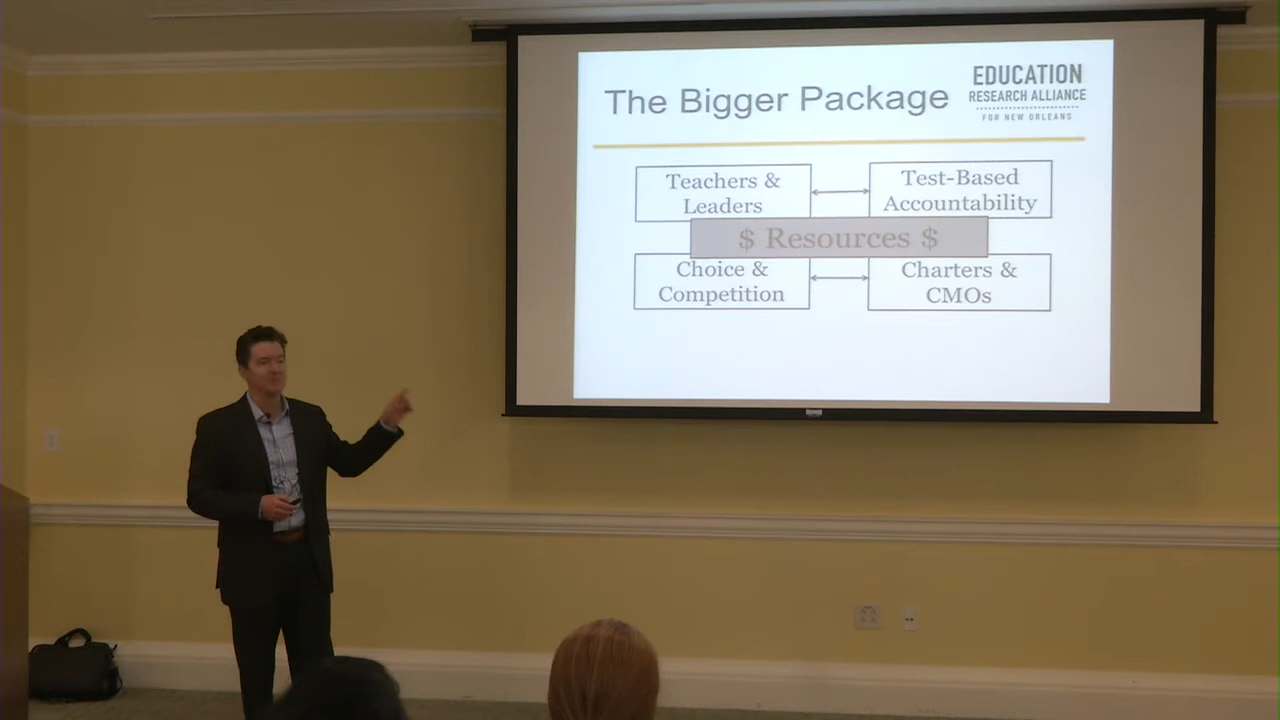 The Bigger Package
EDUCATION
RESEARCH ALLIANCE
FOR NEW ORLEANS
Teachers &
Leaders
Test-Based
Accountability
$ Resources $
Choice &
Competition
Charters &
CMOs